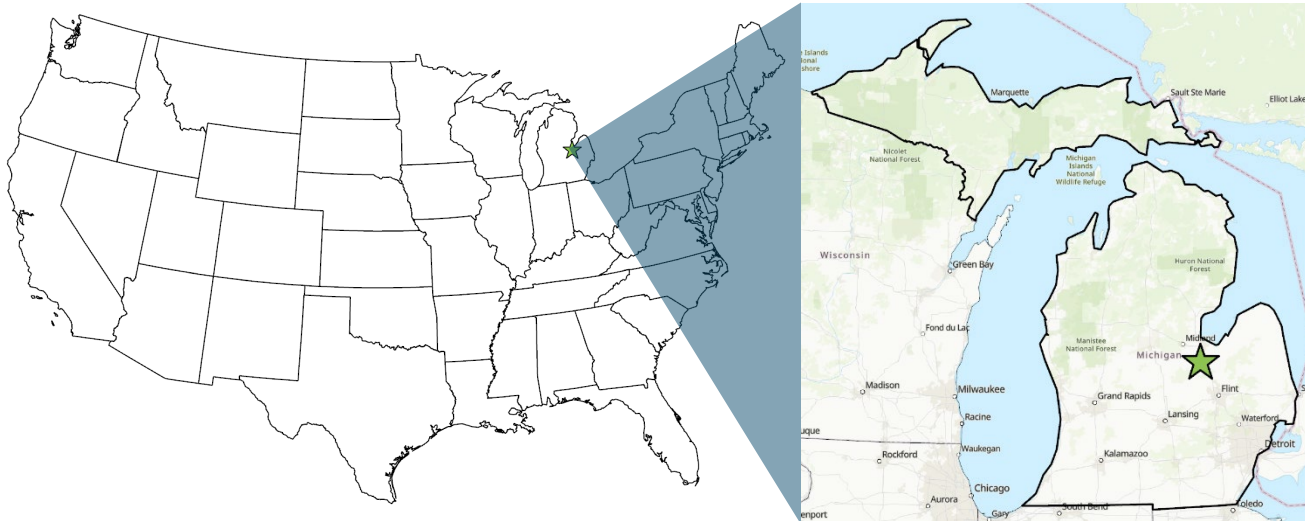 e Islands
onal
shore
Marquette
Sault Ste Marie
Elliot Lake
Nicolet
National Forest
Michigan
Islands
National
Wildlife Refuge
Wisconsin
Green Bay
Huron National
Forest
Fond du Lac
Manistee
National Forest
Midland
Michigan
Madison
Milwaukee
Grand Rapids
Flint
Racine
Lansing
Waterford
que
Waukegan
Detroit
Rockford
Kalamazoo
Chicago
Aurora
South Bend
Toledo
Gary
enport
S